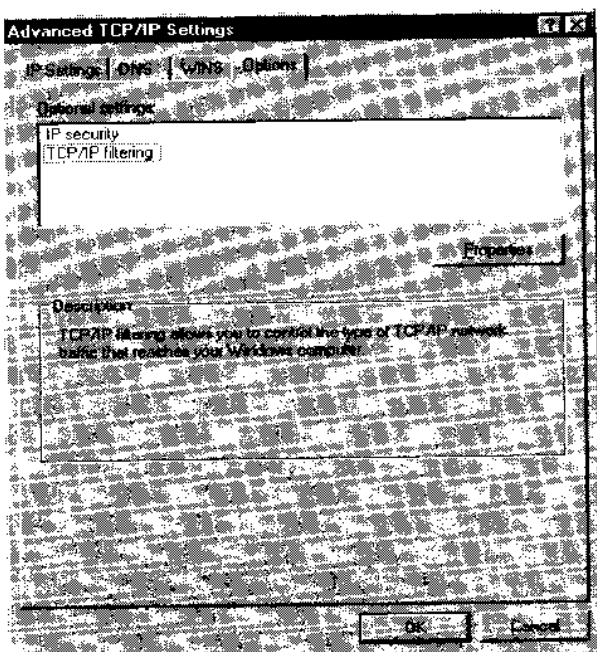 Advanced TCP/IP Settings
IP Settings DNS WINS Options
Optional settings:
IP security
TCP/IP filtering
Properties
Description:
TCP/IP filtering allows you to control the type of TCP/IP network
traffic that reaches your Windows computer.
OK Cancel